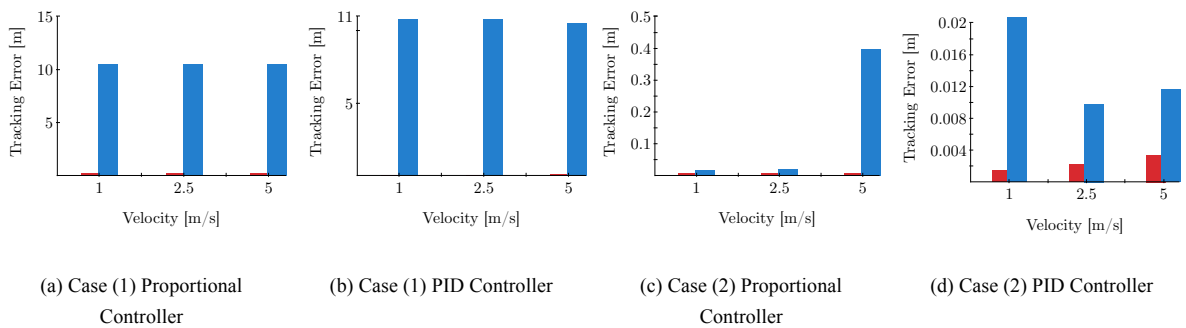 15
10
5
Tracking Error [m]
1
2.5
5
Velocity [m/s]
(a) Case (1) Proportional
Controller
11
5
Tracking Error [m]
1
2.5
5
Velocity [m/s]
(b) Case (1) PID Controller
0.5
0.4
0.3
0.2
0.1
Tracking Error [m]
1
2.5
5
Velocity [m/s]
(c) Case (2) Proportional
Controller
0.02
0.016
0.012
0.008
0.004
Tracking Error [m]
1
2.5
5
Velocity [m/s]
(d) Case (2) PID Controller